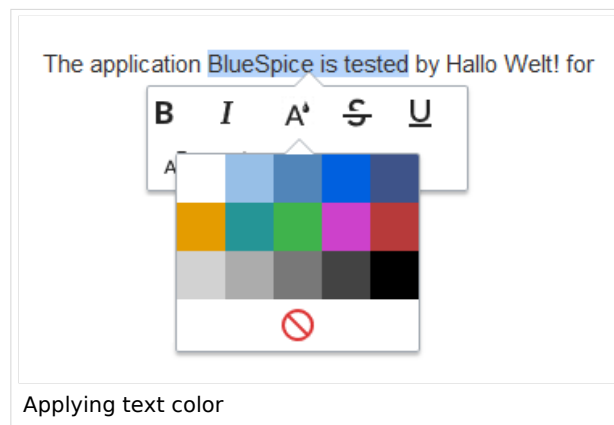 The application BlueSpice is tested by Hallo Welt! for
B I A S U
A
Applying text color